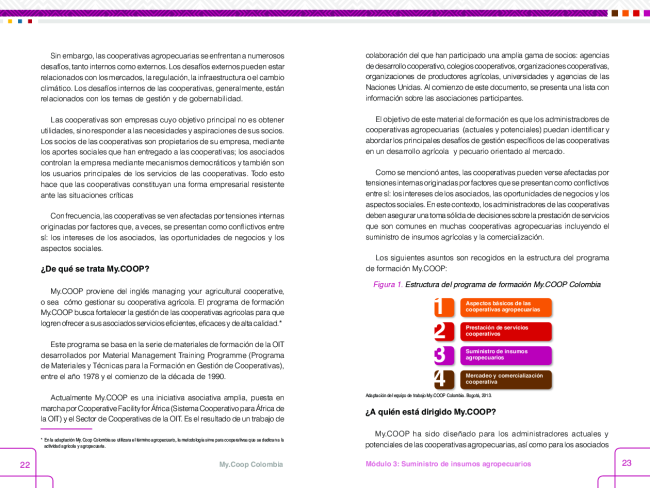 Sin embargo, las cooperativas agropecuarias se enfrentan a numerosos
desafíos, tanto internos como externos. Los desafíos externos pueden estar
relacionados con los mercados, la regulación, la infraestructura o el cambio
climático. Los desafíos internos de las cooperativas, generalmente, están
relacionados con los temas de gestión y de gobernabilidad.
Las cooperativas son empresas cuyo objetivo principal no es obtener
utilidades, sino responder a las necesidades y aspiraciones de sus socios.
Los socios de las cooperativas son propietarios de su empresa, mediante
los aportes sociales que han entregado a las cooperativas; los asociados
controlan la empresa mediante mecanismos democráticos y también son
los usuarios principales de los servicios de las cooperativas. Todo esto
hace que las cooperativas constituyan una forma empresarial resistente
ante las situaciones críticas
Con frecuencia, las cooperativas se ven afectadas por tensiones internas
originadas por factores que, a veces, se presentan como conflictivos entre
sí: los intereses de los asociados, las oportunidades de negocios y los
aspectos sociales.
¿De qué se trata My.COOP?
My.COOP proviene del inglés managing your agricultural cooperative,
o sea cómo gestionar su cooperativa agrícola. El programa de formación
My.COOP busca fortalecer la gestión de las cooperativas agrícolas para que
logren ofrecer a sus asociados servicios eficientes, eficaces y de alta calidad.*
Este programa se basa en la serie de materiales de formación de la OIT
desarrollados por Material Management Training Programme (Programa
de Materiales y Técnicas para la Formación en Gestión de Cooperativas),
entre el año 1978 y el comienzo de la década de 1990.
Actualmente My.COOP es una iniciativa asociativa amplia, puesta en
marcha por Cooperative Facility for África (Sistema Cooperativo para África de
la OIT) y el Sector de Cooperativas de la OIT. Es el resultado de un trabajo de
* En la adaptación My.Coop Colombia se utilizara el término agropecuario, la metodología sirve para cooperativas que se dedica na la
actividad agrícola y agropecuaria.
22
My.Coop Colombia
colaboración del que han participado una amplia gama de socios: agencias
de desarrollo cooperativo, colegios cooperativos, organizaciones cooperativas,
organizaciones de productores agrícolas, universidades y agencias de las
Naciones Unidas. Al comienzo de este documento, se presenta una lista con
información sobre las asociaciones participantes.
El objetivo de este material de formación es que los administradores de
cooperativas agropecuarias (actuales y potenciales) puedan identificar y
abordar los principales desafíos de gestión específicos de las cooperativas
en un desarrollo agrícola y pecuario orientado al mercado.
Como se mencionó antes, las cooperativas pueden verse afectadas por
tensiones internas originadas por factores que se presentan como conflictivos
entre sí: los intereses de los asociados, las oportunidades de negocios y los
aspectos sociales. En este contexto, los administradores de las cooperativas
deben asegurar una toma sólida de decisiones sobre la prestación de servicios
que son comunes en muchas cooperativas agropecuarias incluyendo el
suministro de insumos agrícolas y la comercialización.
Los siguientes asuntos son recogidos en la estructura del programa
de formación My.COOP:
Figura 1. Estructura del programa de formación My.COOP Colombia
1 Aspectos básicos de las
cooperativas agropecuarias
2 Prestación de servicios
cooperativos
3 Suministro de insumos
agropecuarios
4 Mercadeo y comercialización
cooperativa
Adaptación del equipo de trabajo My.COOP Colombia. Bogotá, 2013.
¿A quién está dirigido My.COOP?
My.COOP ha sido diseñado para los administradores actuales y
potenciales de las cooperativas agropecuarias, así como para los asociados
Módulo 3: Suministro de insumos agropecuarios
23